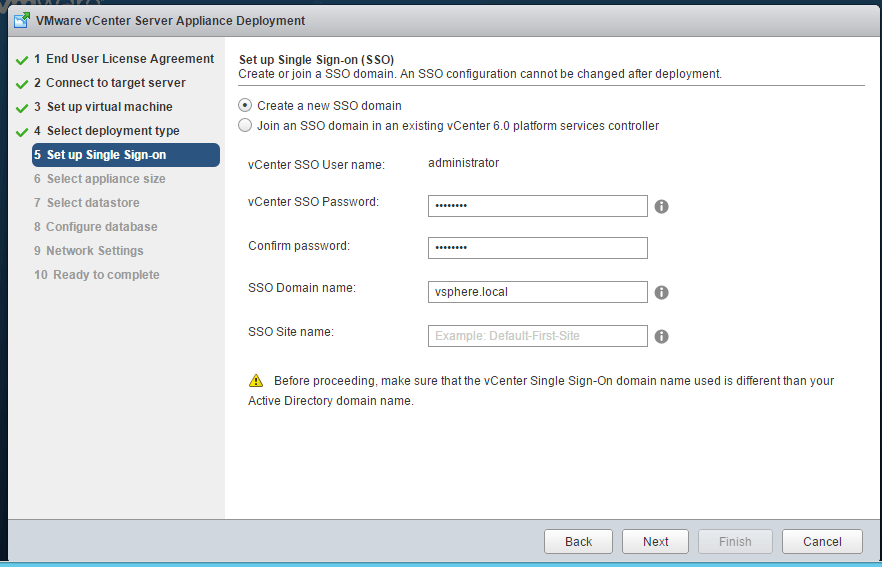 VMware vCenter Server Appliance Deployment
1 End User License Agreement
2 Connect to target server
3 Set up virtual machine
4 Select deployment type
5 Set up Single Sign-on
6 Select appliance size
7 Select datastore
8 Configure database
9 Network Settings
10 Ready to complete
Set up Single Sign-on (SSO)
Create or join a SSO domain. An SSO configuration cannot be changed after deployment.
Create a new SSO domain
Join an SSO domain in an existing vCenter 6.0 platform services controller
vCenter SSO User name: administrator
vCenter SSO Password: ••••••••
Confirm password: ••••••••
SSO Domain name: vsphere.local
SSO Site name: Example: Default-First-Site
Before proceeding, make sure that the vCenter Single Sign-On domain name used is different than your
Active Directory domain name.
Back Next Finish Cancel